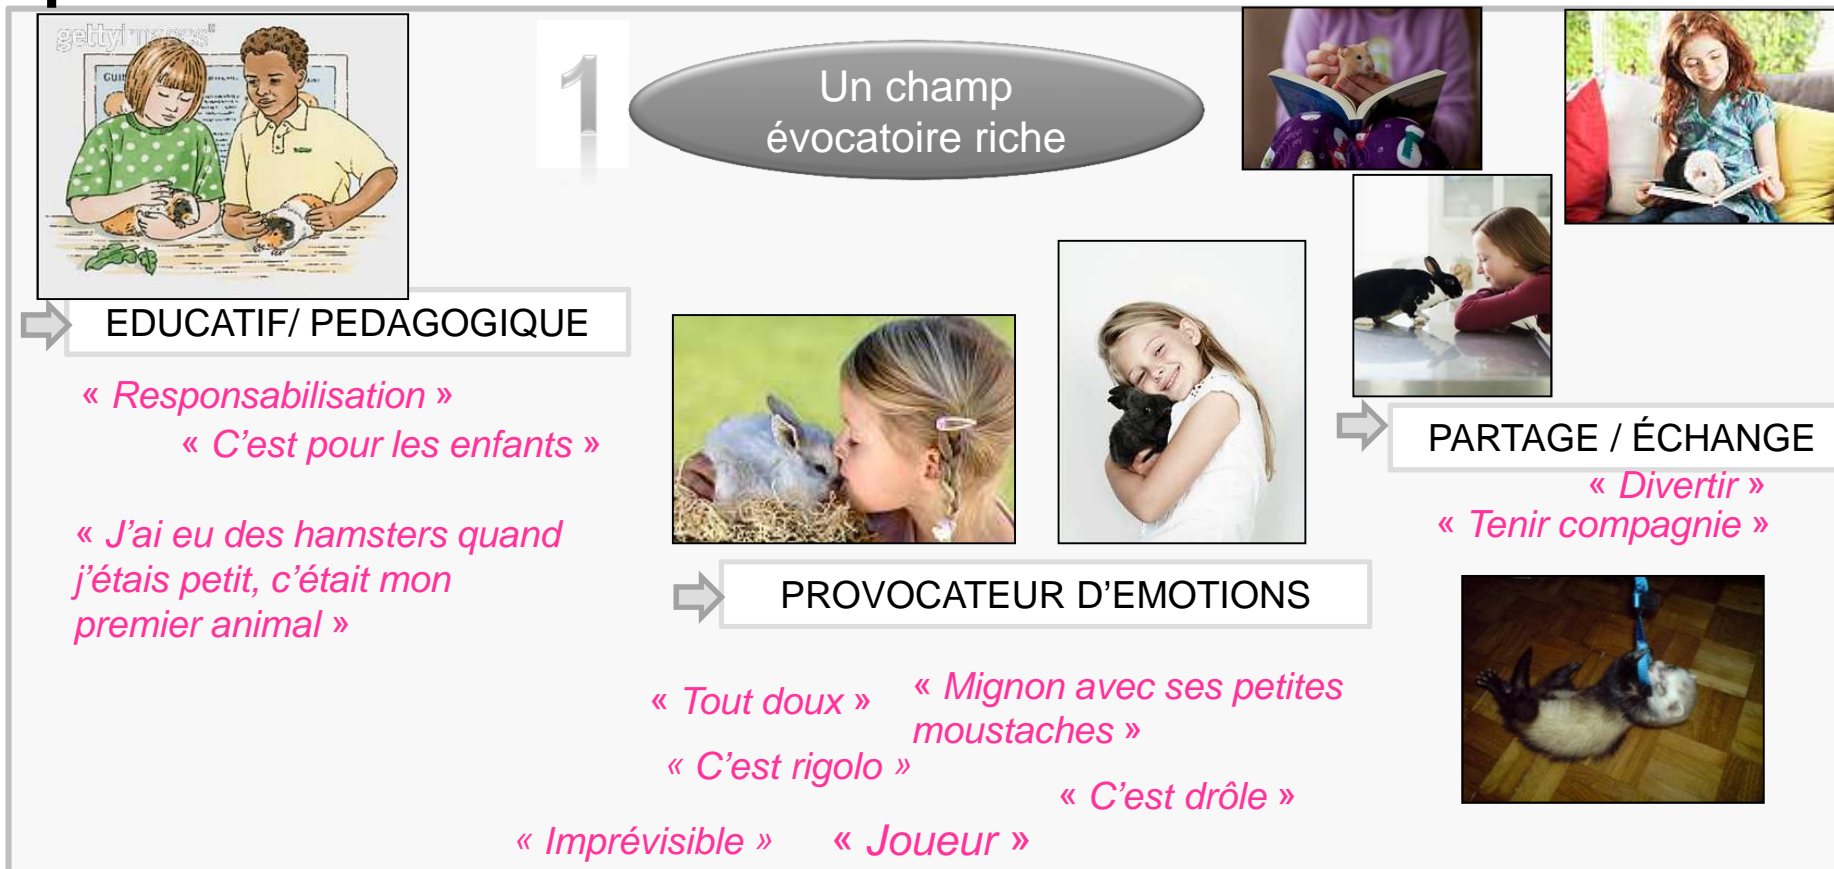 gettyimages®
1
Un champ
évocatoire riche
EDUCATIF/ PEDAGOGIQUE
« Responsabilisation »
« C'est pour les enfants »
« J'ai eu des hamsters quand
j'étais petit, c'était mon
premier animal »
PROVOCATEUR D'EMOTIONS
« Tout doux »
« Mignon avec ses petites
moustaches »
« C'est rigolo »
« C'est drôle »
« Imprévisible »
« Joueur »
PARTAGE / ÉCHANGE
« Divertir »
« Tenir compagnie »